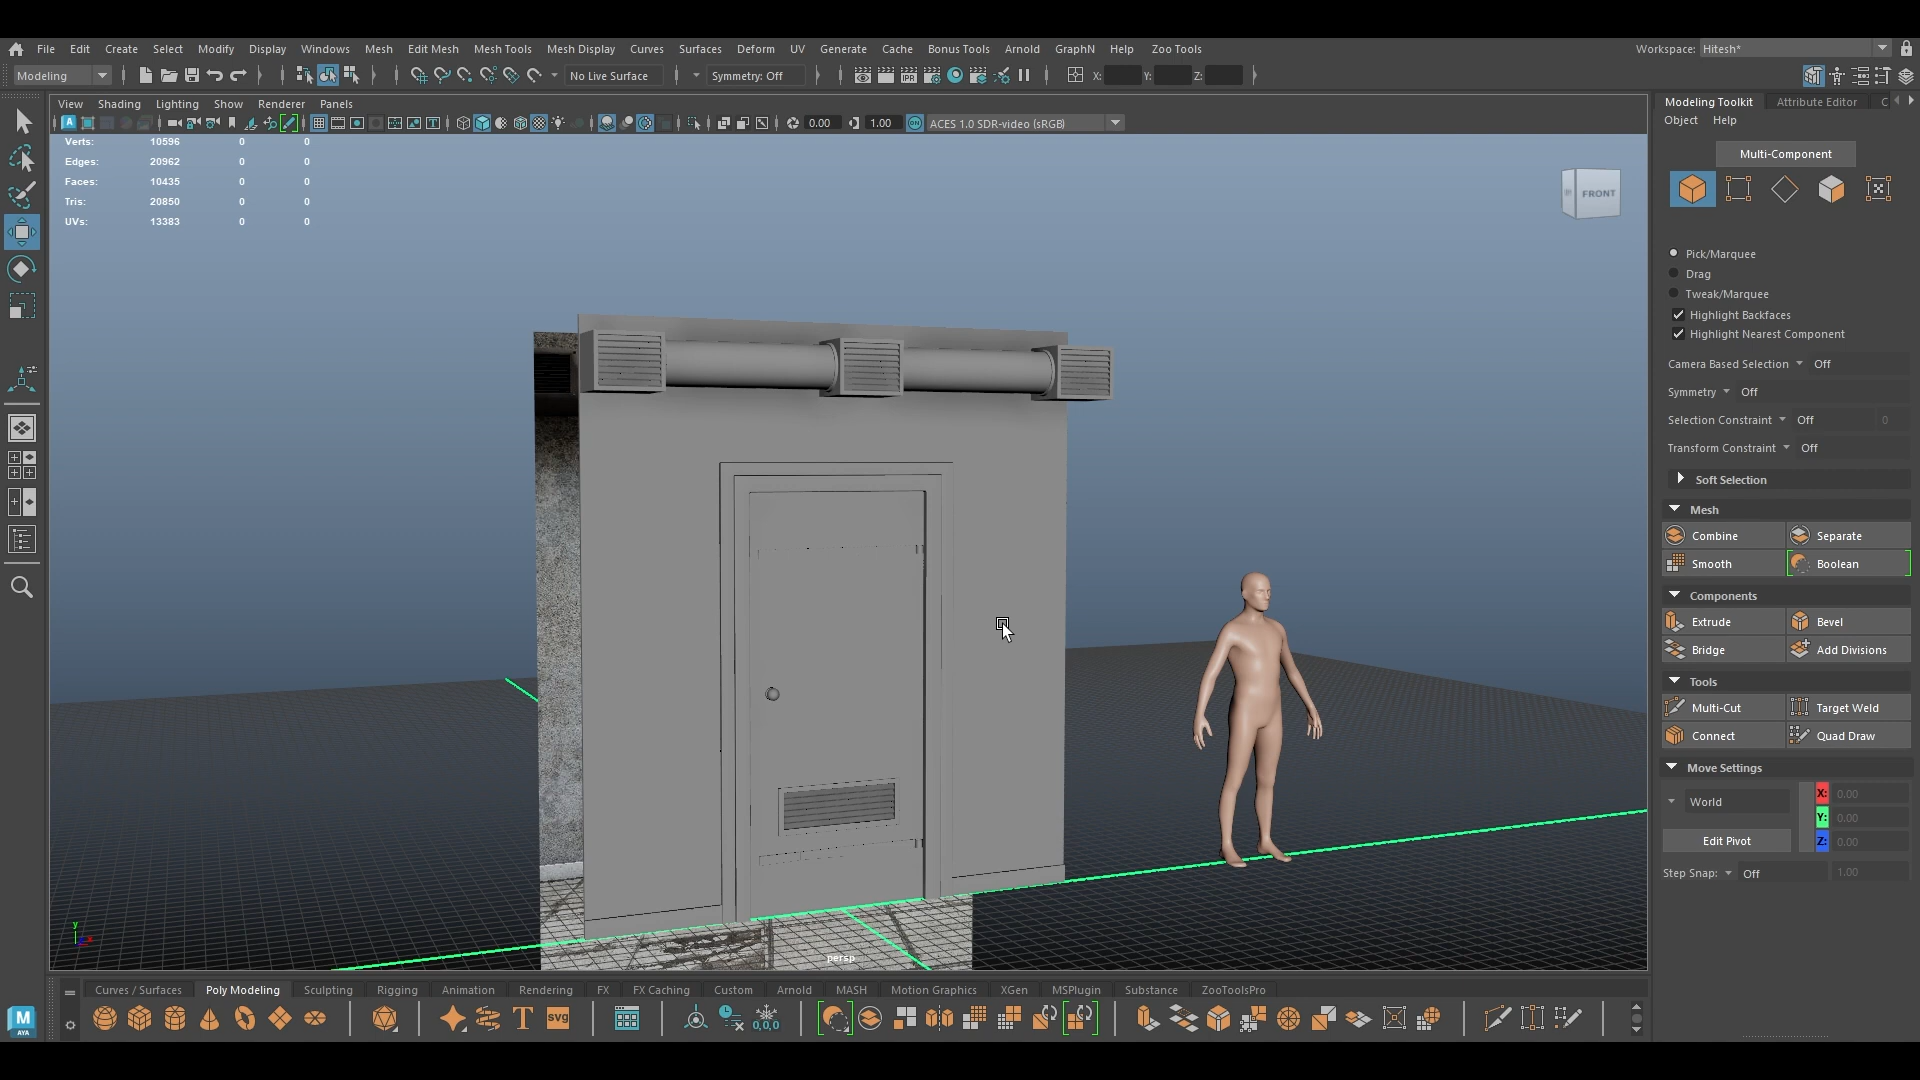 File Edit Create Select Modify Display Windows Mesh Edit Mesh Mesh Tools Mesh Display Curves Surfaces Deform UV Generate Cache Bonus Tools Arnold GraphN Help Zoo Tools Workspace: Hitesh*
Modeling No Live Surface Symmetry: Off IPR X: Y: Z:
View Shading Lighting Show Renderer Panels
0.00 1.00 ON ACES 1.0 SDR-video (sRGB)
Verts: 10596 0 0
Edges: 20962 0 0
Faces: 10435 0 0
Tris: 20850 0 0
UVs: 13383 0 0
FRONT
persp
y
Modeling Toolkit Attribute Editor C
Object Help
Multi-Component
Pick/Marquee
Drag
Tweak/Marquee
Highlight Backfaces
Highlight Nearest Component
Camera Based Selection Off
Symmetry Off
Selection Constraint Off 0
Transform Constraint Off
Soft Selection
Mesh
Combine Separate
Smooth Boolean
Components
Extrude Bevel
Bridge Add Divisions
Tools
Multi-Cut Target Weld
Connect Quad Draw
Move Settings
World X: 0.00
Y: 0.00
Edit Pivot Z: 0.00
Step Snap: Off 1.00
Curves / Surfaces Poly Modeling Sculpting Rigging Animation Rendering FX FX Caching Custom Arnold MASH Motion Graphics XGen MSPlugin Substance ZooToolsPro
M
AYA
T svg 0,0,0